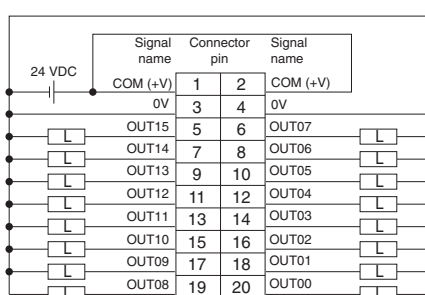 Signal name Connector pin Signal name
24 VDC
COM (+V) 1 2 COM (+V)
0V 3 4 0V
L OUT15 5 6 OUT07 L
L OUT14 7 8 OUT06 L
L OUT13 9 10 OUT05 L
L OUT12 11 12 OUT04 L
L OUT11 13 14 OUT03 L
L OUT10 15 16 OUT02 L
L OUT09 17 18 OUT01 L
L OUT08 19 20 OUT00 L